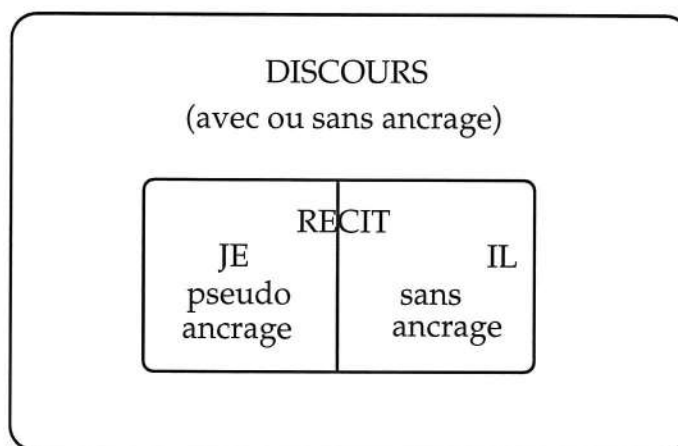 DISCOURS
(avec ou sans ancrage)
RECIT
JE IL
pseudo sans
ancrage ancrage